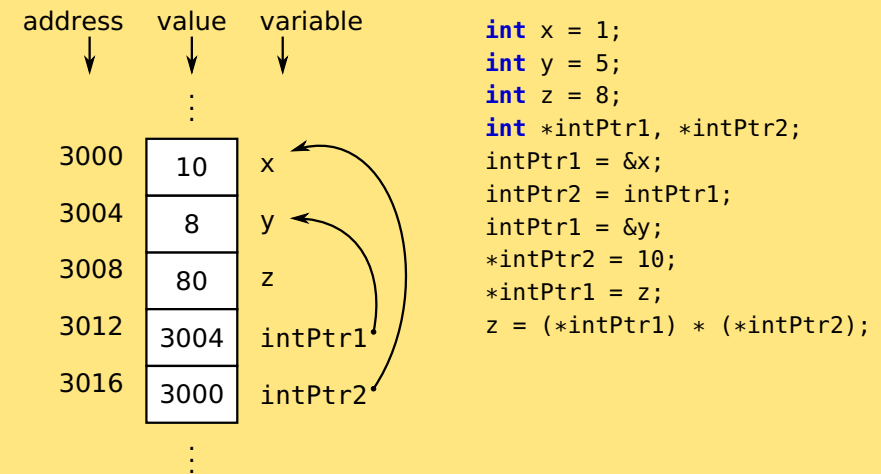 address value variable
3000 10 x
3004 8 y
3008 80 z
3012 3004 intPtr1
3016 3000 intPtr2
int x = 1;
int y = 5;
int z = 8;
int *intPtr1, *intPtr2;
intPtr1 = &x;
intPtr2 = intPtr1;
intPtr1 = &y;
*intPtr2 = 10;
*intPtr1 = z;
z = (*intPtr1) * (*intPtr2);